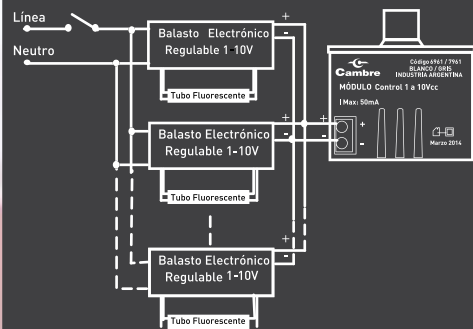 Línea
Neutro
Balasto Electrónico
Regulable 1-10V
Tubo Fluorescente
+
-
Balasto Electrónico
Regulable 1-10V
Tubo Fluorescente
+
-
Balasto Electrónico
Regulable 1-10V
Tubo Fluorescente
+
-
Cambre
Código 6961 / 7961
BLANCO / GRIS
INDUSTRIA ARGENTINA
MÓDULO Control 1 a 10Vcc
I Max: 50mA
+
-
+
-
Marzo 2014